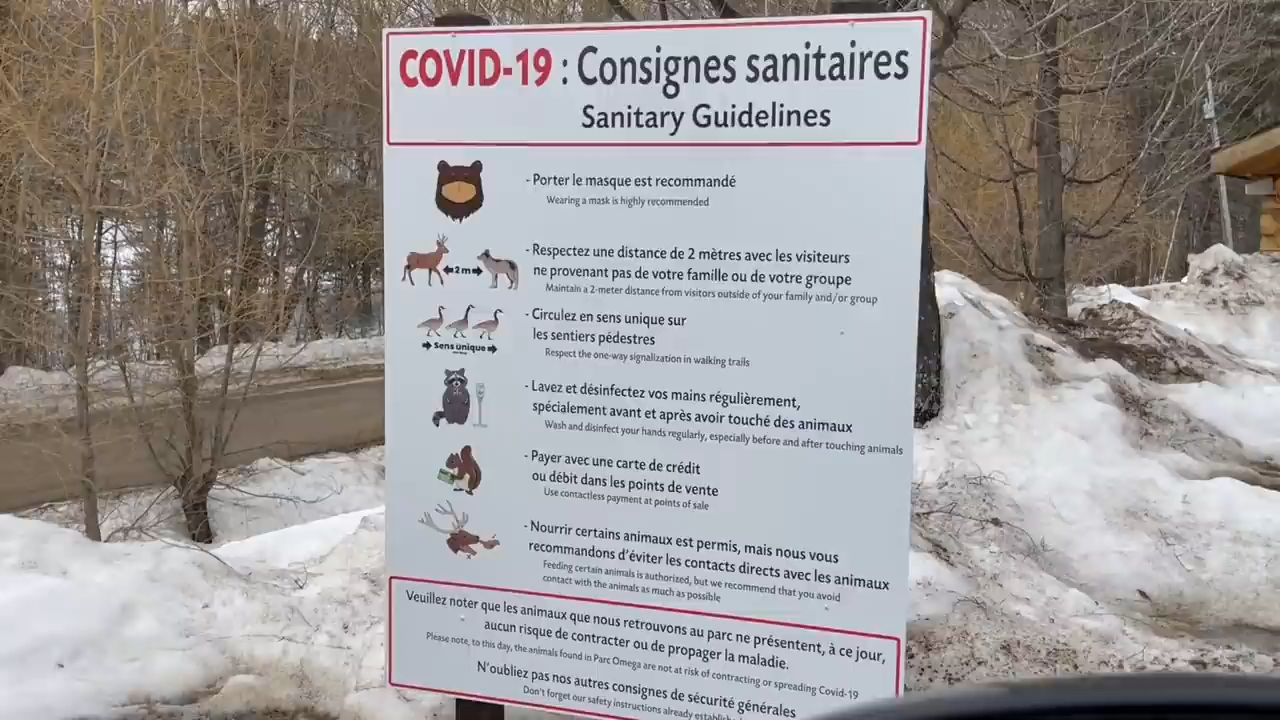 COVID-19 : Consignes sanitaires
Sanitary Guidelines
- Porter le masque est recommandé
Wearing a mask is highly recommended
2 m
- Respectez une distance de 2 mètres avec les visiteurs
ne provenant pas de votre famille ou de votre groupe
Maintain a 2-meter distance from visitors outside of your family and/or group
Sens unique
- Circulez en sens unique sur
les sentiers pédestres
Respect the one-way signalization in walking trails
- Lavez et désinfectez vos mains régulièrement,
spécialement avant et après avoir touché des animaux
Wash and disinfect your hands regularly, especially before and after touching animals
- Payer avec une carte de crédit
ou débit dans les points de vente
Use contactless payment at points of sale
- Nourrir certains animaux est permis, mais nous vous
recommandons d'éviter les contacts directs avec les animaux
Feeding certain animals is authorized, but we recommend that you avoid
contact with the animals as much as possible
Veuillez noter que les animaux que nous retrouvons au parc ne présentent, à ce jour,
aucun risque de contracter ou de propager la maladie.
Please note, to this day, the animals found in Parc Omega are not at risk of contracting or spreading Covid-19
N'oubliez pas nos autres consignes de sécurité générales
Don't forget our safety instructions already